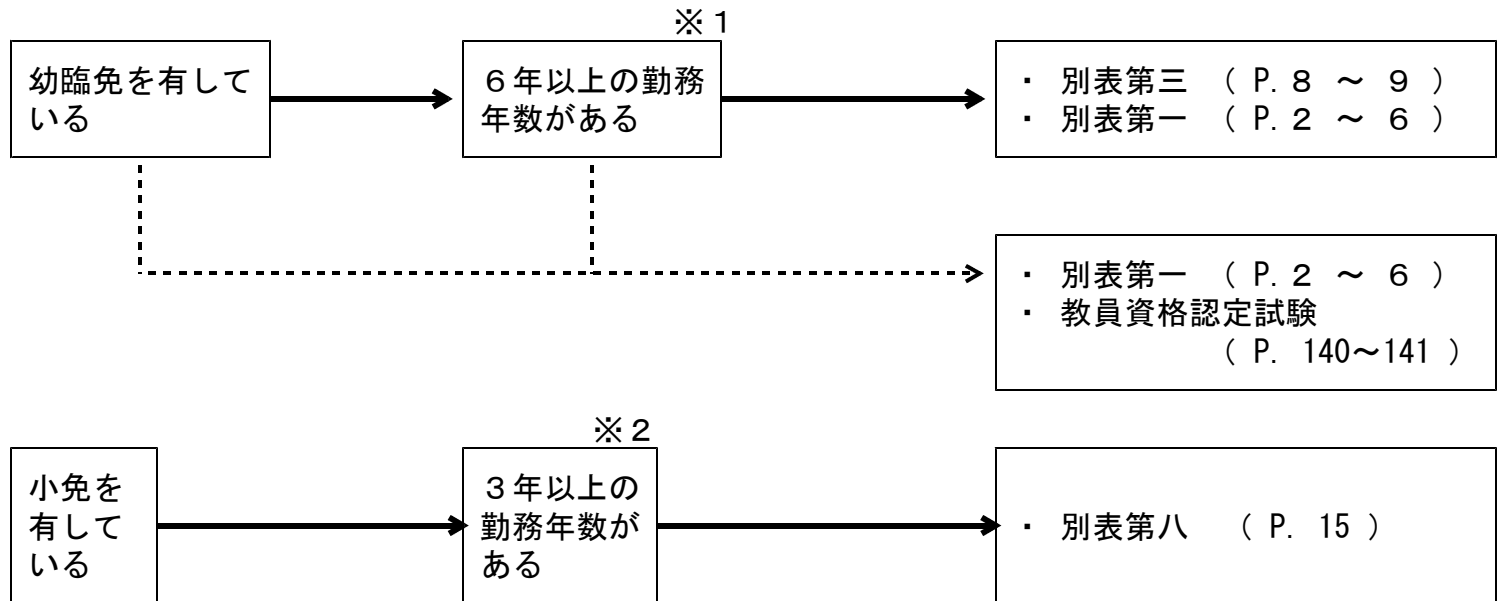 ※１
幼臨免を有して
いる
６年以上の勤務
年数がある
・ 別表第三 （ P.８ ～ ９ ）
・ 別表第一 （ P.２ ～ ６ ）
・ 別表第一 （ P.２ ～ ６ ）
・ 教員資格認定試験
（ P. 140～141 ）
※２
小免を
有して
いる
３年以上の
勤務年数が
ある
・ 別表第八 （ P. 15 ）